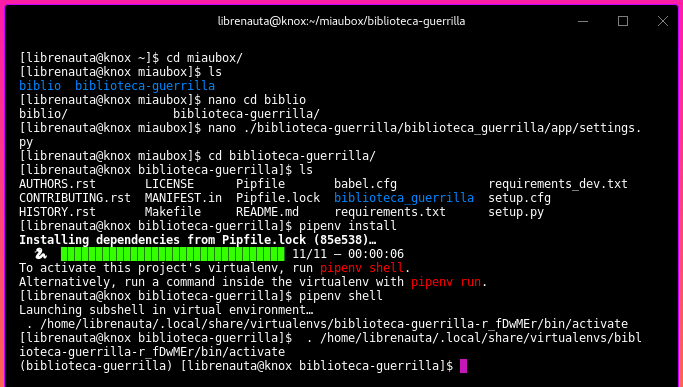 librenauta@knox:~/miaubox/biblioteca-guerrilla
[librenauta@knox ~]$ cd miaubox/
[librenauta@knox miaubox]$ ls
biblio  biblioteca-guerrilla
[librenauta@knox miaubox]$ nano cd biblio
biblio/               biblioteca-guerrilla/
[librenauta@knox miaubox]$ nano ./biblioteca-guerrilla/biblioteca_guerrilla/app/settings.
py
[librenauta@knox miaubox]$ cd biblioteca-guerrilla/
[librenauta@knox biblioteca-guerrilla]$ ls
AUTHORS.rst       LICENSE      Pipfile       babel.cfg             requirements_dev.txt
CONTRIBUTING.rst  MANIFEST.in  Pipfile.lock  biblioteca_guerrilla  setup.cfg
HISTORY.rst       Makefile     README.md     requirements.txt      setup.py
[librenauta@knox biblioteca-guerrilla]$ pipenv install
Installing dependencies from Pipfile.lock (85e538)…
11/11 — 00:00:06
To activate this project's virtualenv, run pipenv shell.
Alternatively, run a command inside the virtualenv with pipenv run.
[librenauta@knox biblioteca-guerrilla]$ pipenv shell
Launching subshell in virtual environment…
 . /home/librenauta/.local/share/virtualenvs/biblioteca-guerrilla-r_fDwMEr/bin/activate
[librenauta@knox biblioteca-guerrilla]$  . /home/librenauta/.local/share/virtualenvs/bibl
ioteca-guerrilla-r_fDwMEr/bin/activate
(biblioteca-guerrilla) [librenauta@knox biblioteca-guerrilla]$